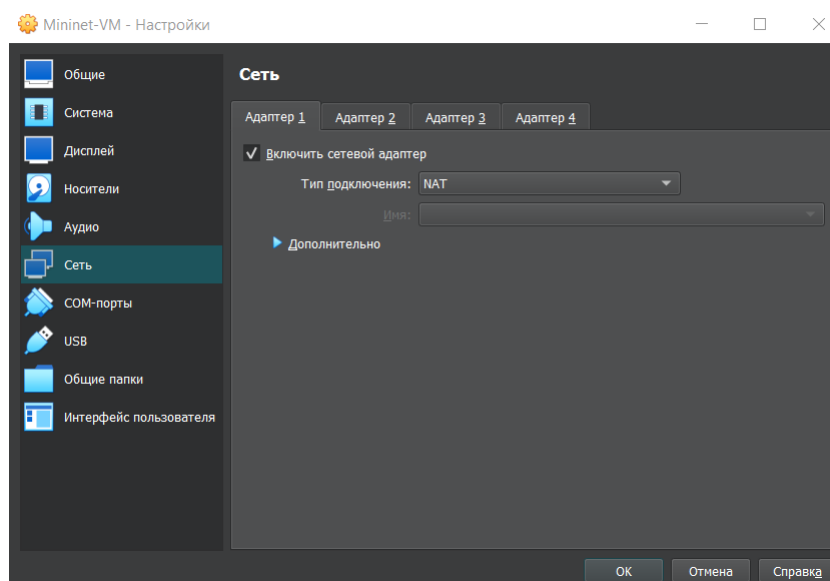 Mininet-VM - Настройки
Общие
Система
Дисплей
Носители
Аудио
Сеть
COM-порты
USB
Общие папки
Интерфейс пользователя
Сеть
Адаптер 1 Адаптер 2 Адаптер 3 Адаптер 4
Включить сетевой адаптер
Тип подключения: NAT
Имя:
Дополнительно
ОК Отмена Справка